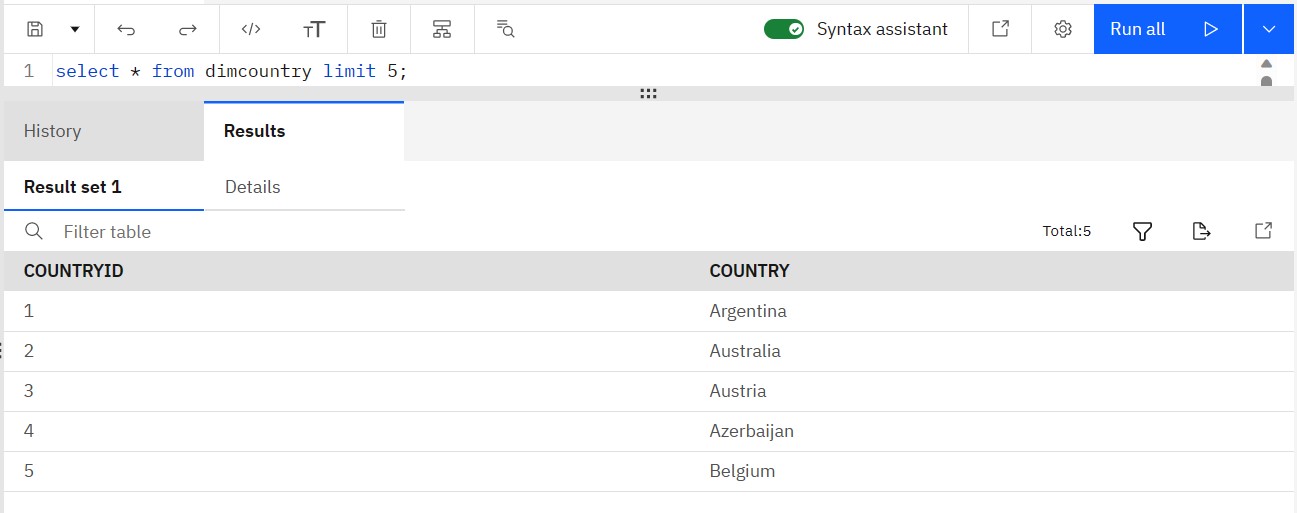 </> TT Syntax assistant Run all
1 select * from dimcountry limit 5;
History Results
Result set 1 Details
Filter table Total:5
COUNTRYID COUNTRY
1 Argentina
2 Australia
3 Austria
4 Azerbaijan
5 Belgium